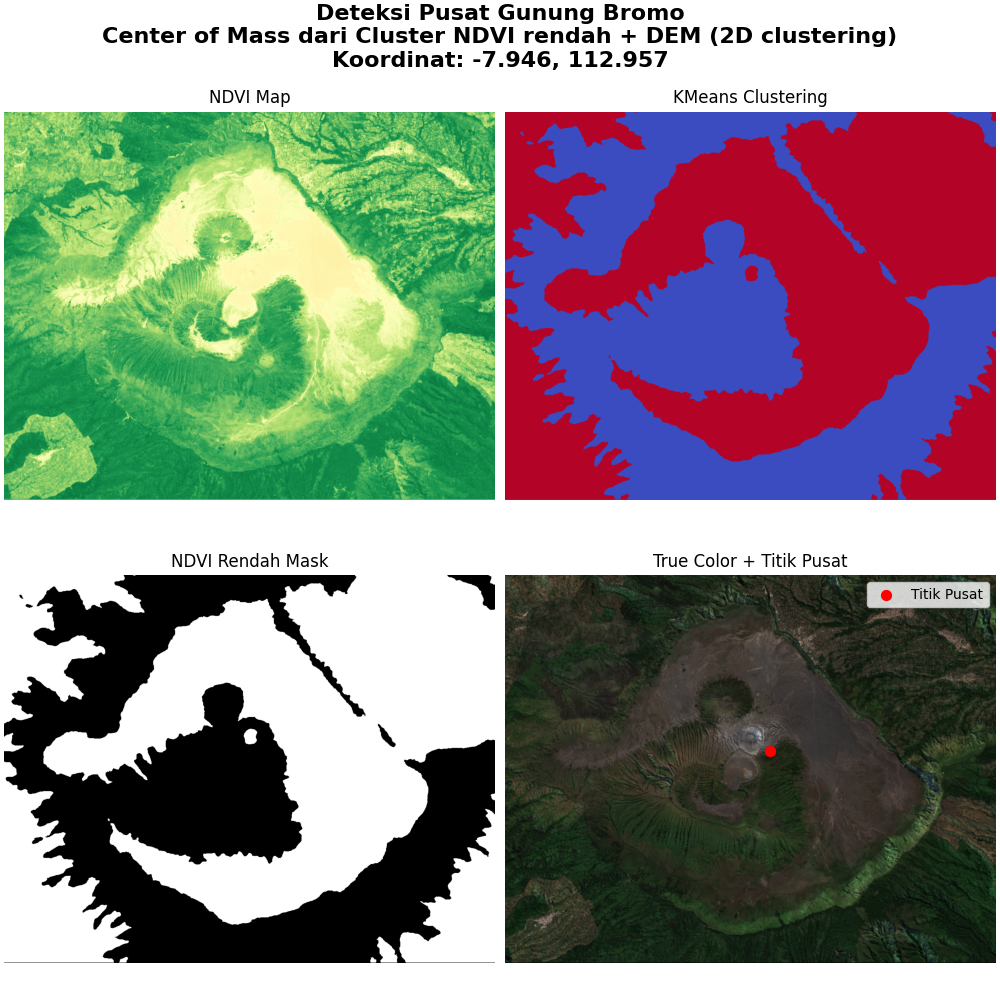 Deteksi Pusat Gunung Bromo
Center of Mass dari Cluster NDVI rendah + DEM (2D clustering)
Koordinat: -7.946, 112.957
NDVI Map
KMeans Clustering
NDVI Rendah Mask
True Color + Titik Pusat
Titik Pusat